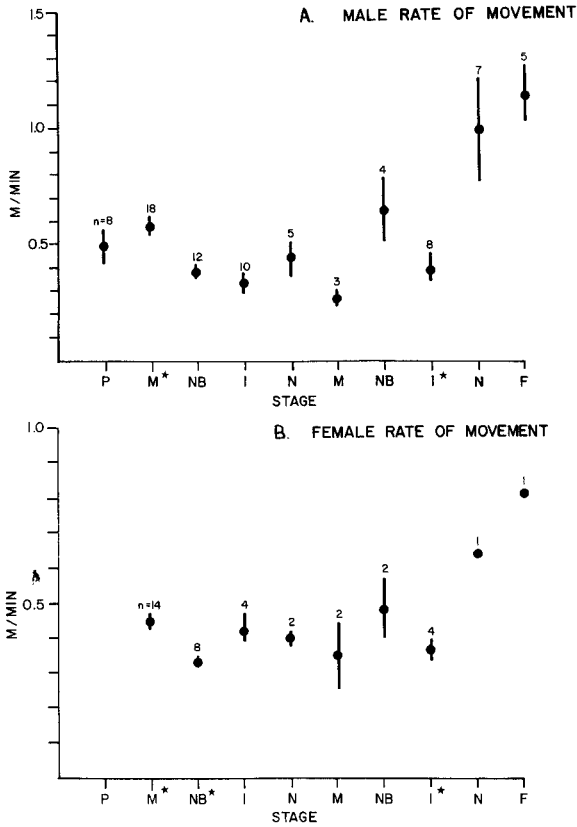 A. MALE RATE OF MOVEMENT
1.5
1.0
0.5
M/MIN
n=8
18
12
10
5
3
4
8
7
5
P M★ NB I N M NB I★ N F
STAGE
B. FEMALE RATE OF MOVEMENT
1.0
0.5
M/MIN
n=14
8
4
2
2
2
4
1
1
P M★ NB★ I N M NB I★ N F
STAGE